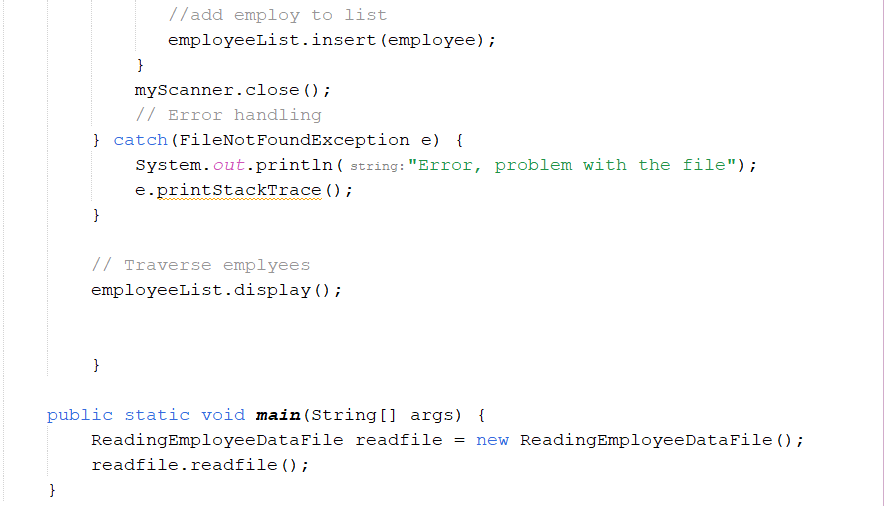 //add employ to list
employeeList.insert(employee);
}
myScanner.close();
// Error handling
} catch(FileNotFoundException e) {
System.out.println( string: "Error, problem with the file");
e.printStackTrace();
}
// Traverse emplyees
employeeList.display();
}
public static void main(String[] args) {
ReadingEmployeeDataFile readfile = new ReadingEmployeeDataFile();
readfile.readfile();
}